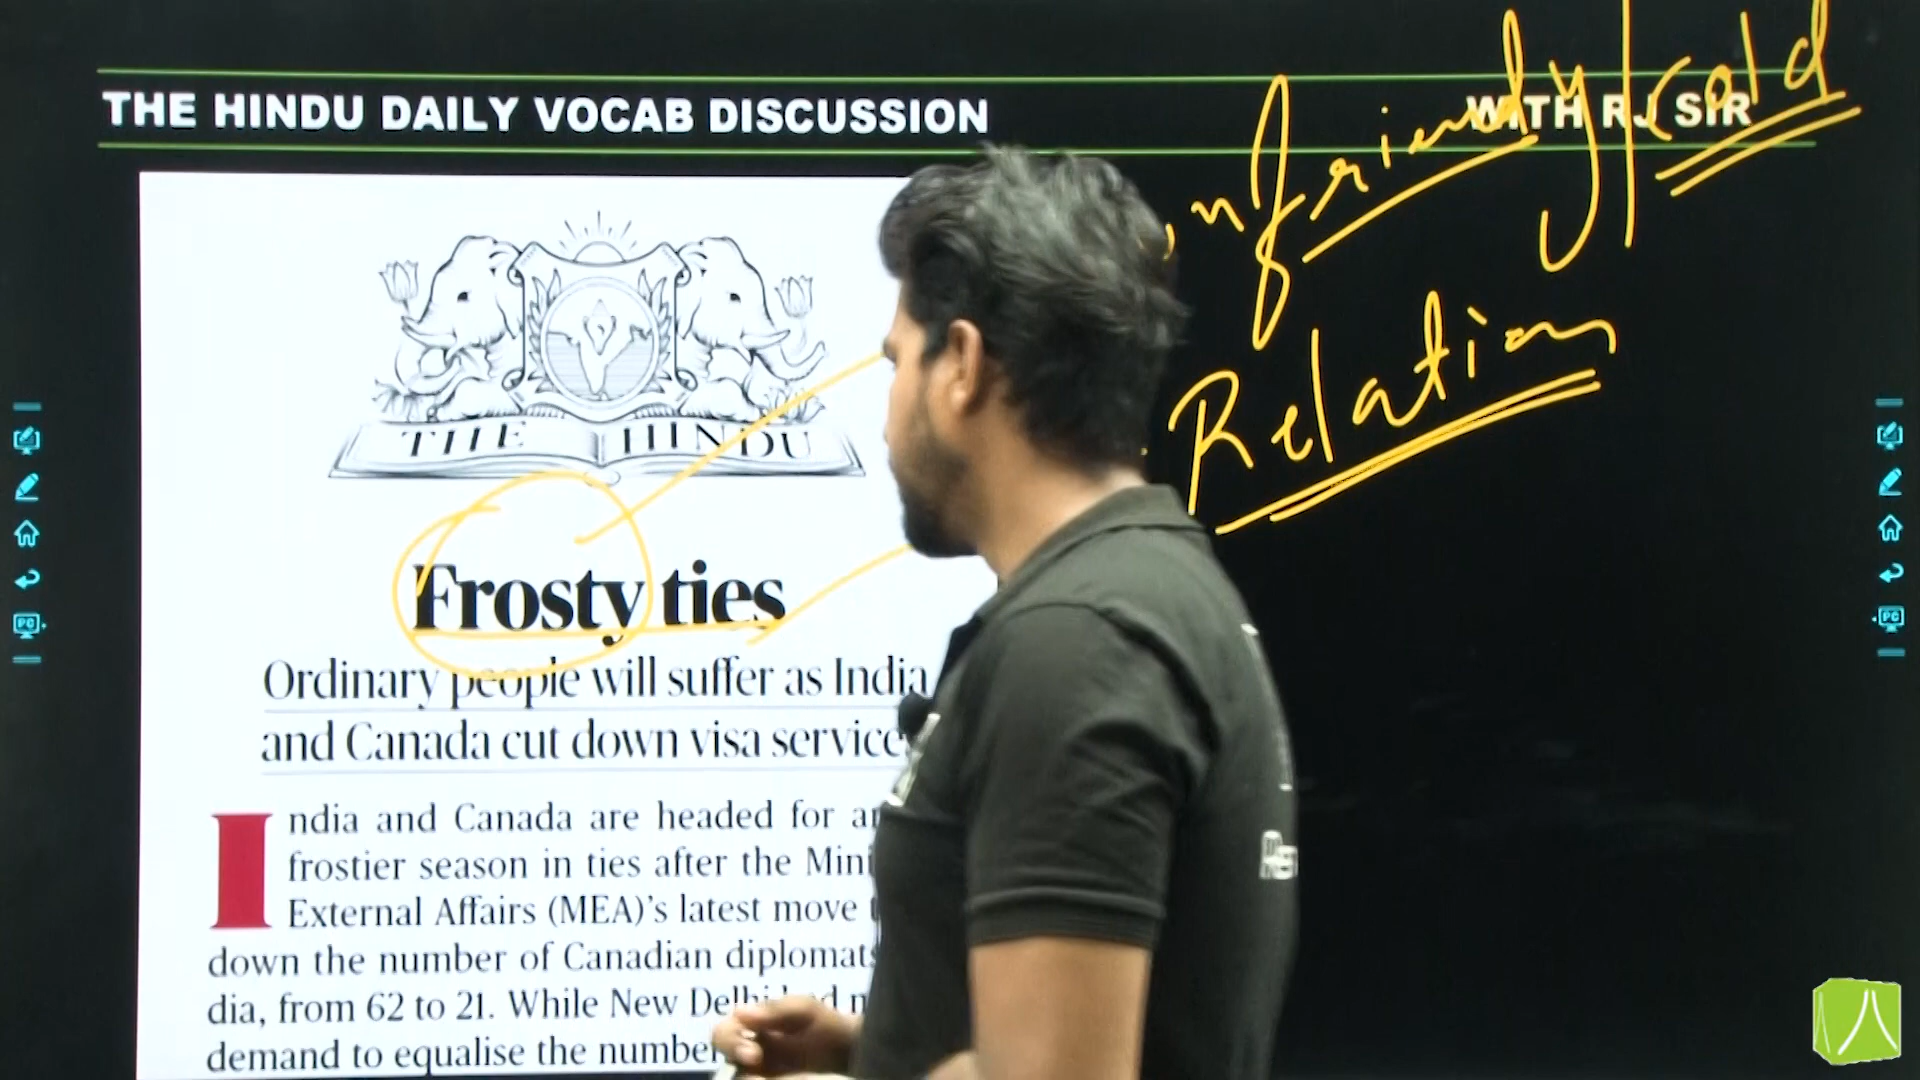 THE HINDU DAILY VOCAB DISCUSSION
WITH RJ SIR
nfriendly/cold
Relation
THE HINDU
Frosty ties
Ordinary people will suffer as India
and Canada cut down visa service
India and Canada are headed for
frostier season in ties after the
External Affairs (MEA)'s latest move
down the number of Canadian diplomats
dia, from 62 to 21. While New Delhi
demand to equalise the number
PC
PC